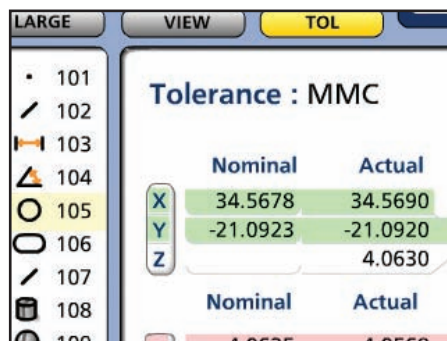 LARGE VIEW TOL
101
102
103
104
105
106
107
108
Tolerance : MMC
Nominal Actual
X 34.5678 34.5690
Y -21.0923 -21.0920
Z 4.0630
Nominal Actual